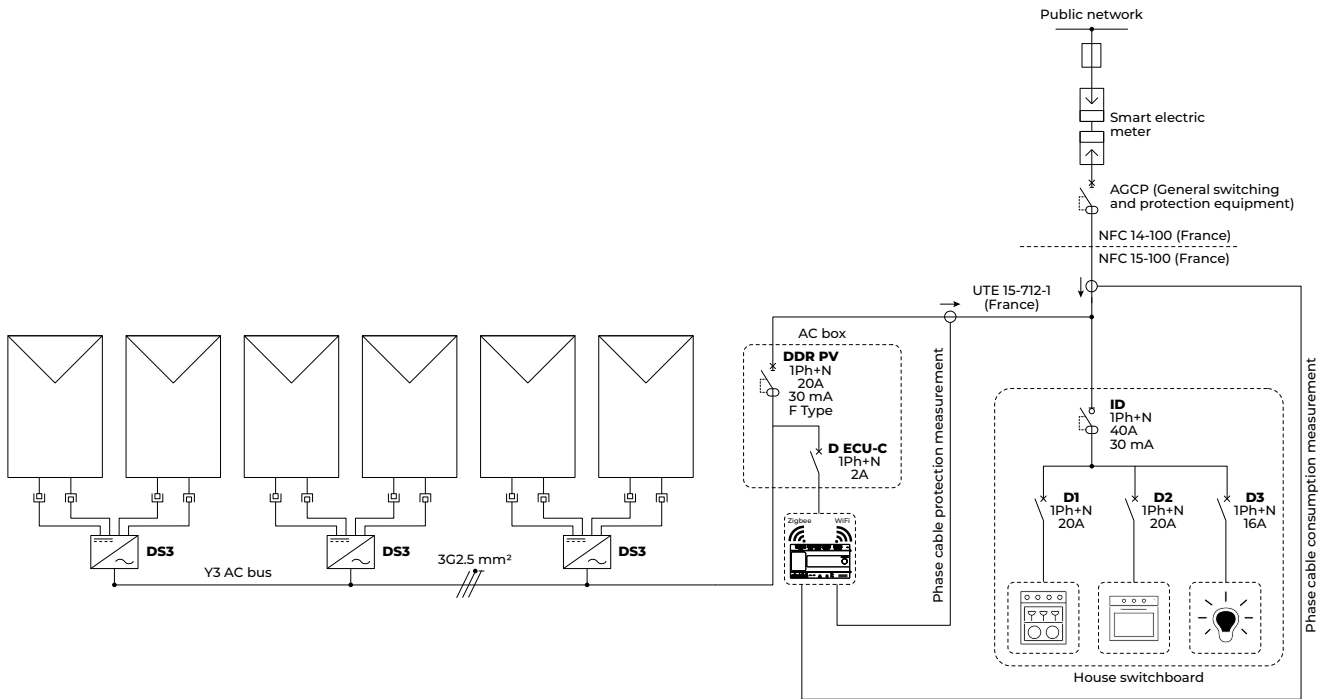 Public network
Smart electric
meter
AGCP (General switching
and protection equipment)
NFC 14-100 (France)
NFC 15-100 (France)
UTE 15-712-1
(France)
AC box
DDR PV
1Ph+N
20A
30 mA
F Type
D ECU-C
1Ph+N
2A
Zigbee
WiFi
Phase cable protection measurement
ID
1Ph+N
40A
30 mA
D1
1Ph+N
20A
D2
1Ph+N
20A
D3
1Ph+N
16A
Phase cable consumption measurement
House switchboard
DS3
DS3
DS3
Y3 AC bus
3G2.5 mm²